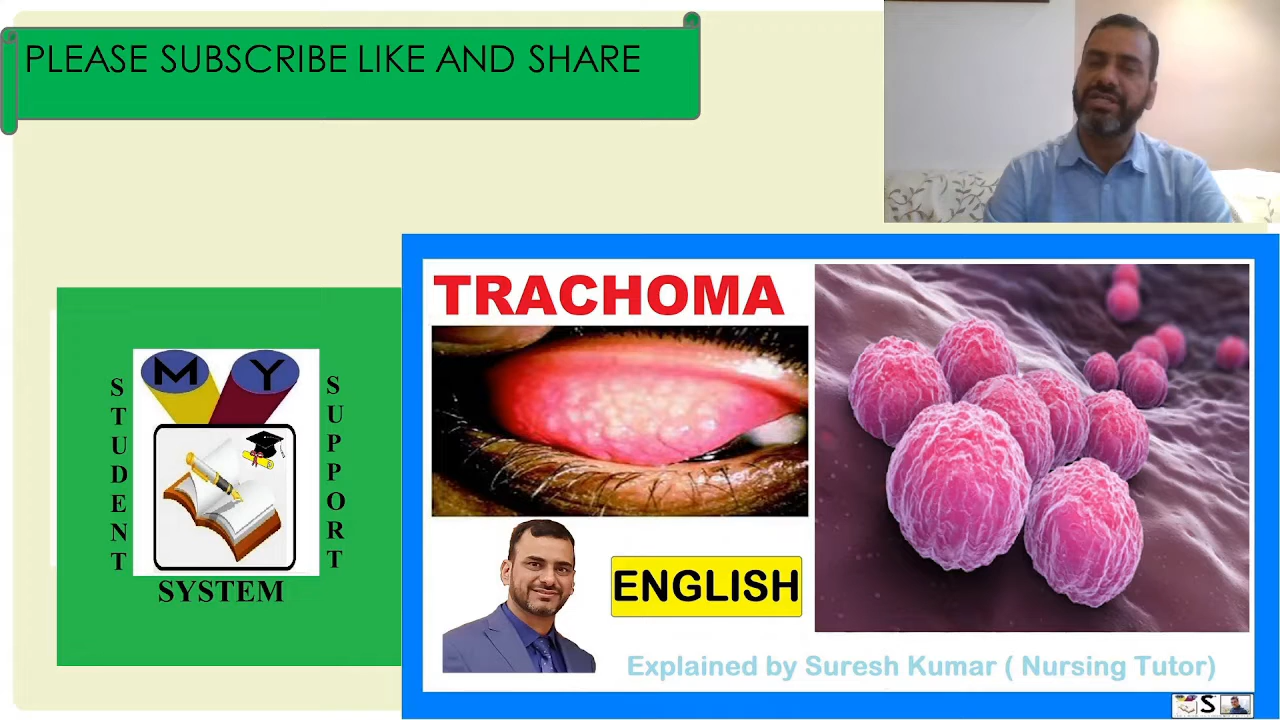 PLEASE SUBSCRIBE LIKE AND SHARE
TRACHOMA
M Y
STUDENT
SUPPORT
SYSTEM
ENGLISH
Explained by Suresh Kumar ( Nursing Tutor)
S